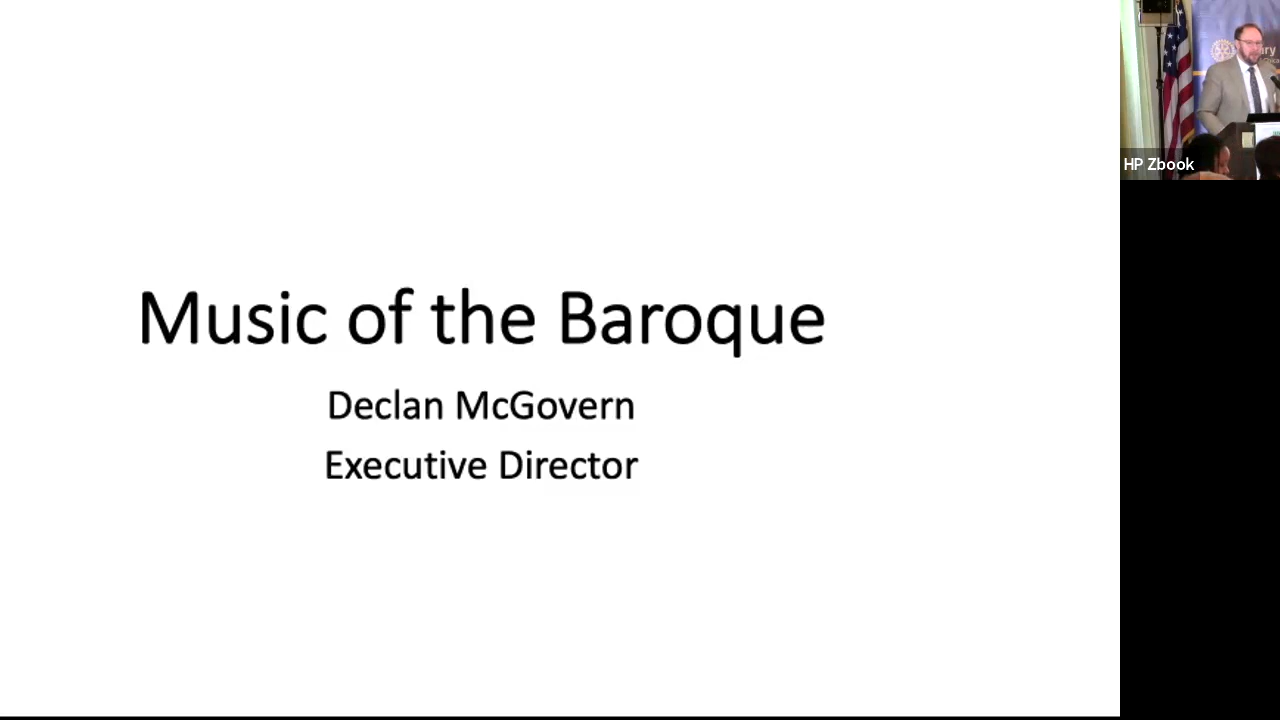 Music of the Baroque
Declan McGovern
Executive Director
HP Zbook